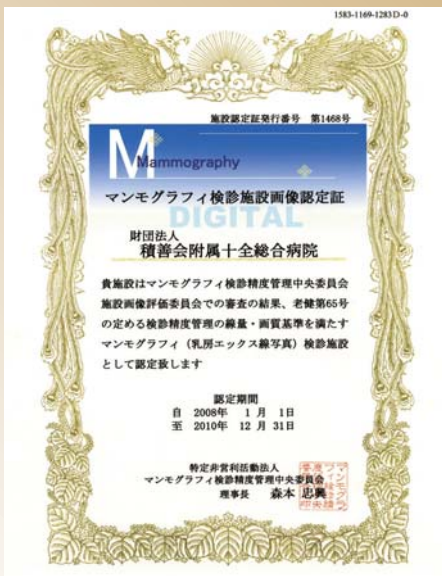 1583-1169-1283D-0
施設認定証発行番号 第1468号
Mammography
マンモグラフィ検診施設画像認定証
DIGITAL
財団法人
積善会附属十全総合病院
貴施設はマンモグラフィ検診精度管理中央委員会
施設画像評価委員会での審査の結果、老健第65号
の定める検診精度管理の線量・画質基準を満たす
マンモグラフィ（乳房エックス線写真）検診施設
として認定致します
認定期間
自 2008年 1 月 1日
至 2010年 12 月 31日
特定非営利活動法人
マンモグラフィ検診精度管理中央委員会
理事長 森本 忠興